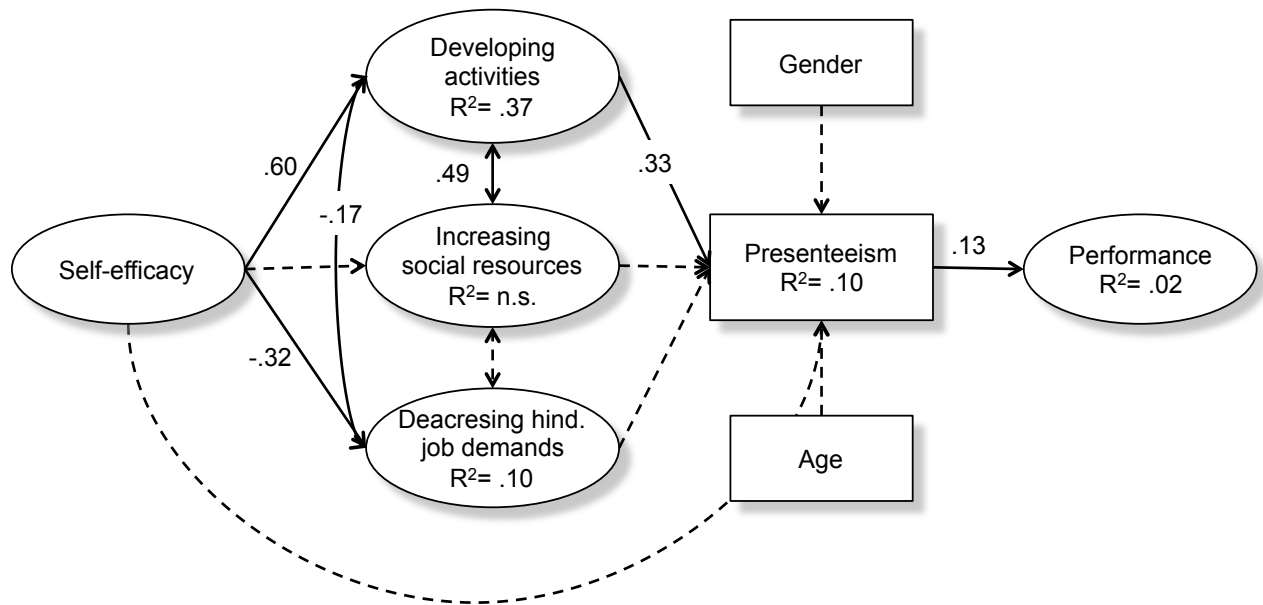 Developing
activities
R²= .37
Gender
.60
.49
.33
-.17
Self-efficacy
Increasing
social resources
R²= n.s.
Presenteeism
R²= .10
.13
Performance
R²= .02
-.32
Deacresing hind.
job demands
R²= .10
Age